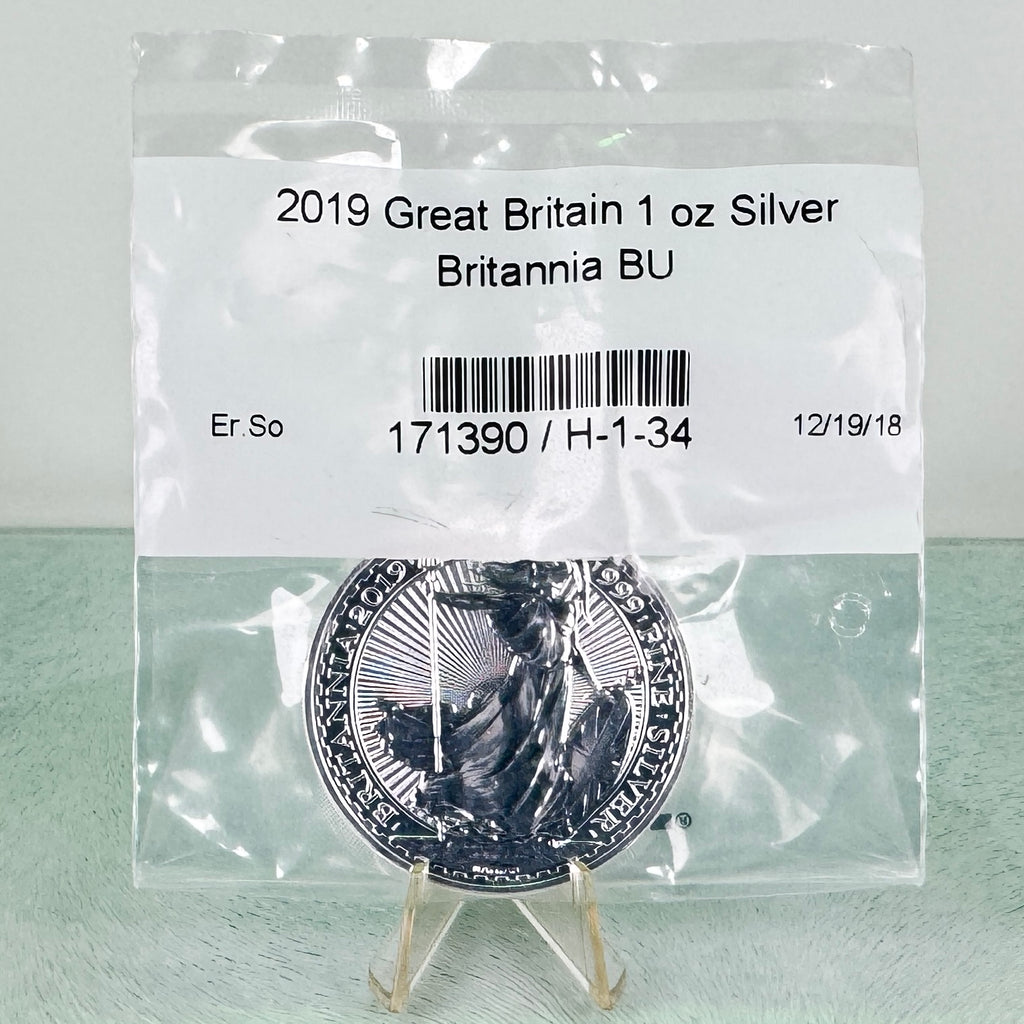 2019 Great Britain 1 oz Silver
Britannia BU
Er.So
171390 / H-1-34
12/19/18
BRITANNIA 2019
999 FINE SILVER